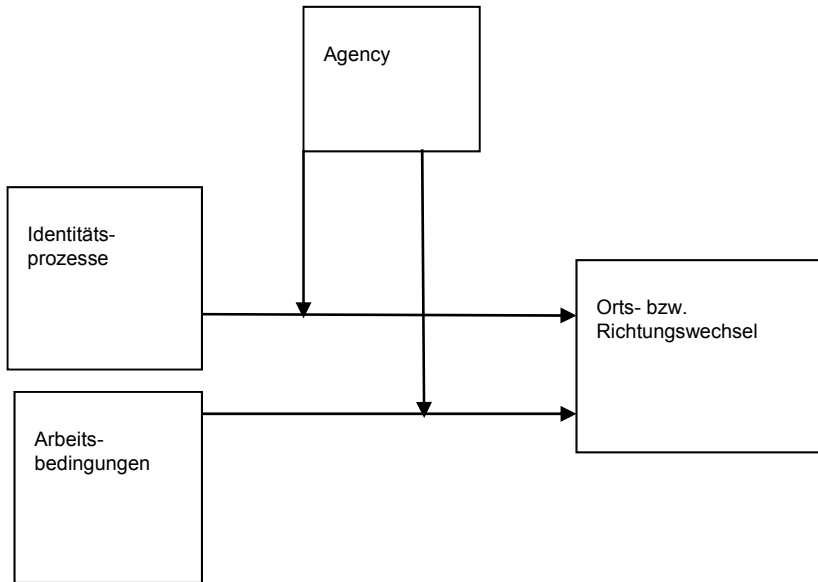 Agency
Identitäts-
prozesse
Orts- bzw.
Richtungswechsel
Arbeits-
bedingungen